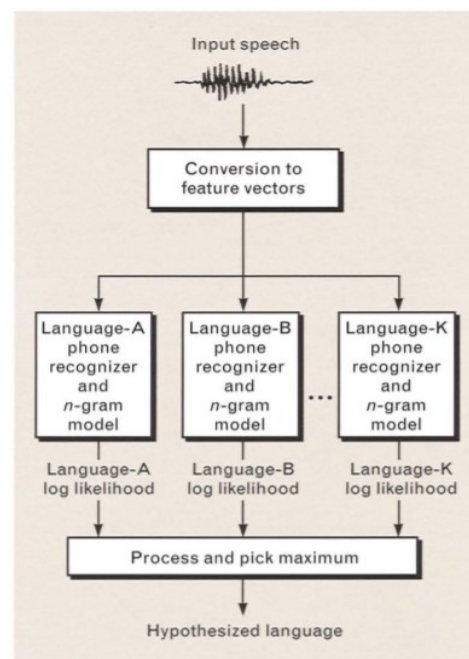 Input speech
Conversion to
feature vectors
Language-A
phone
recognizer
and
n-gram
model
Language-B
phone
recognizer
and
n-gram
model
...
Language-K
phone
recognizer
and
n-gram
model
Language-A
log likelihood
Language-B
log likelihood
Language-K
log likelihood
Process and pick maximum
Hypothesized language